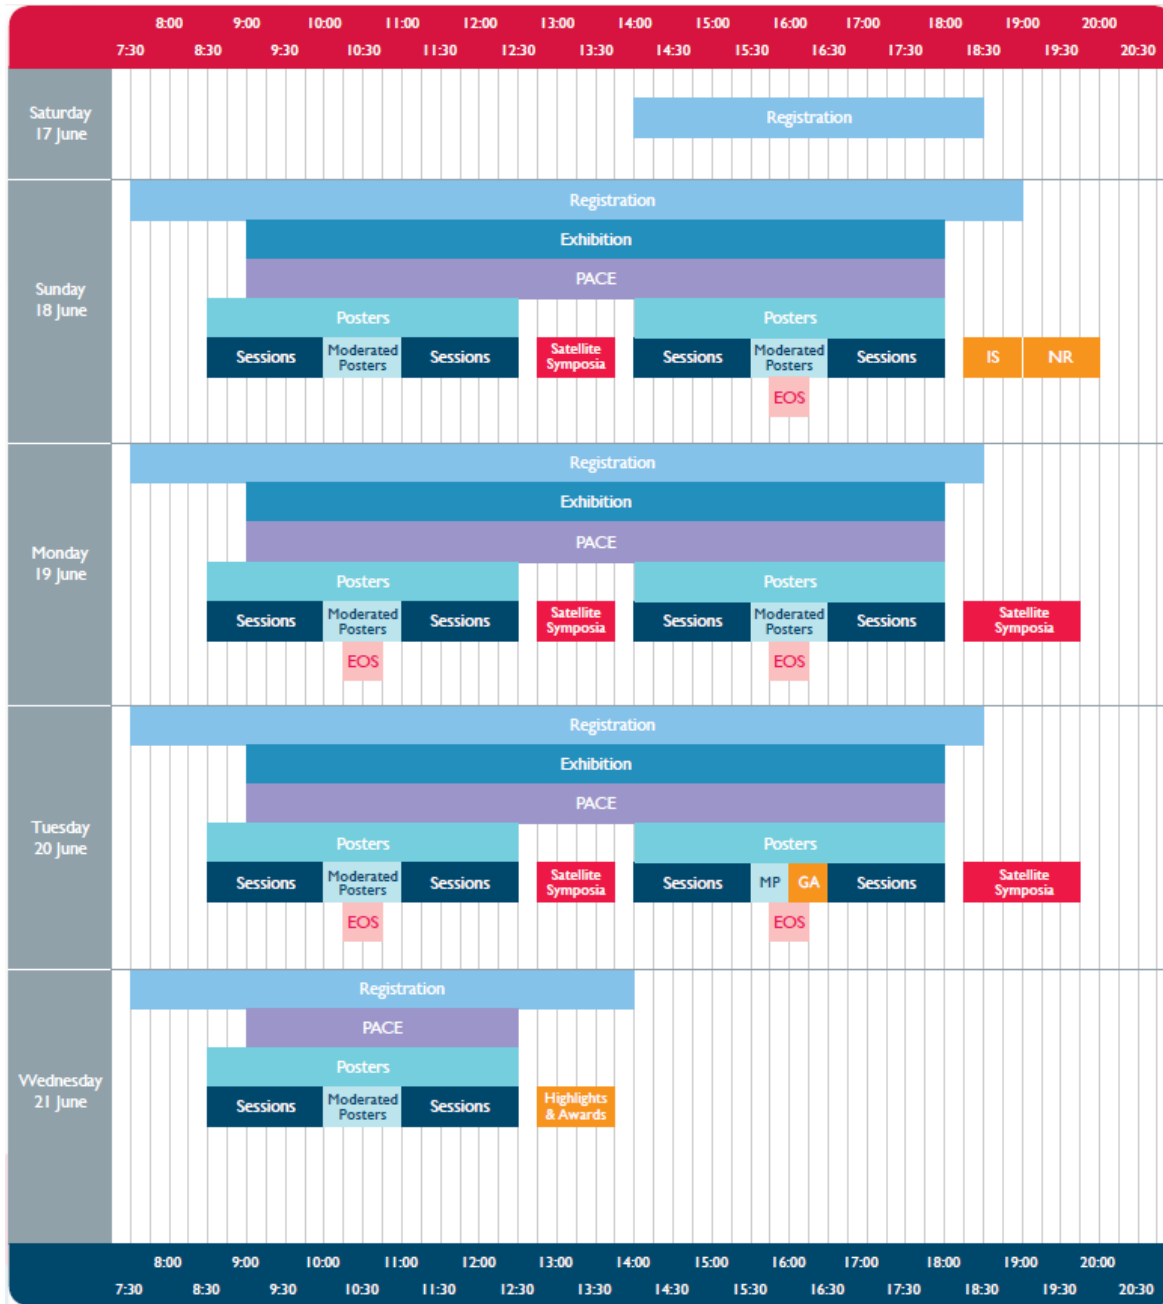 8:00 9:00 10:00 11:00 12:00 13:00 14:00 15:00 16:00 17:00 18:00 19:00 20:00
7:30 8:30 9:30 10:30 11:30 12:30 13:30 14:30 15:30 16:30 17:30 18:30 19:30 20:30
Saturday
17 June
Registration
Sunday
18 June
Registration
Exhibition
PACE
Posters Posters
Sessions Moderated Posters Sessions Satellite Symposia Sessions Moderated Posters Sessions IS NR
EOS
Monday
19 June
Registration
Exhibition
PACE
Posters Posters
Sessions Moderated Posters Sessions Satellite Symposia Sessions Moderated Posters Sessions Satellite Symposia
EOS EOS
Tuesday
20 June
Registration
Exhibition
PACE
Posters Posters
Sessions Moderated Posters Sessions Satellite Symposia Sessions MP GA Sessions Satellite Symposia
EOS EOS
Wednesday
21 June
Registration
PACE
Posters
Sessions Moderated Posters Sessions Highlights & Awards
8:00 9:00 10:00 11:00 12:00 13:00 14:00 15:00 16:00 17:00 18:00 19:00 20:00
7:30 8:30 9:30 10:30 11:30 12:30 13:30 14:30 15:30 16:30 17:30 18:30 19:30 20:30